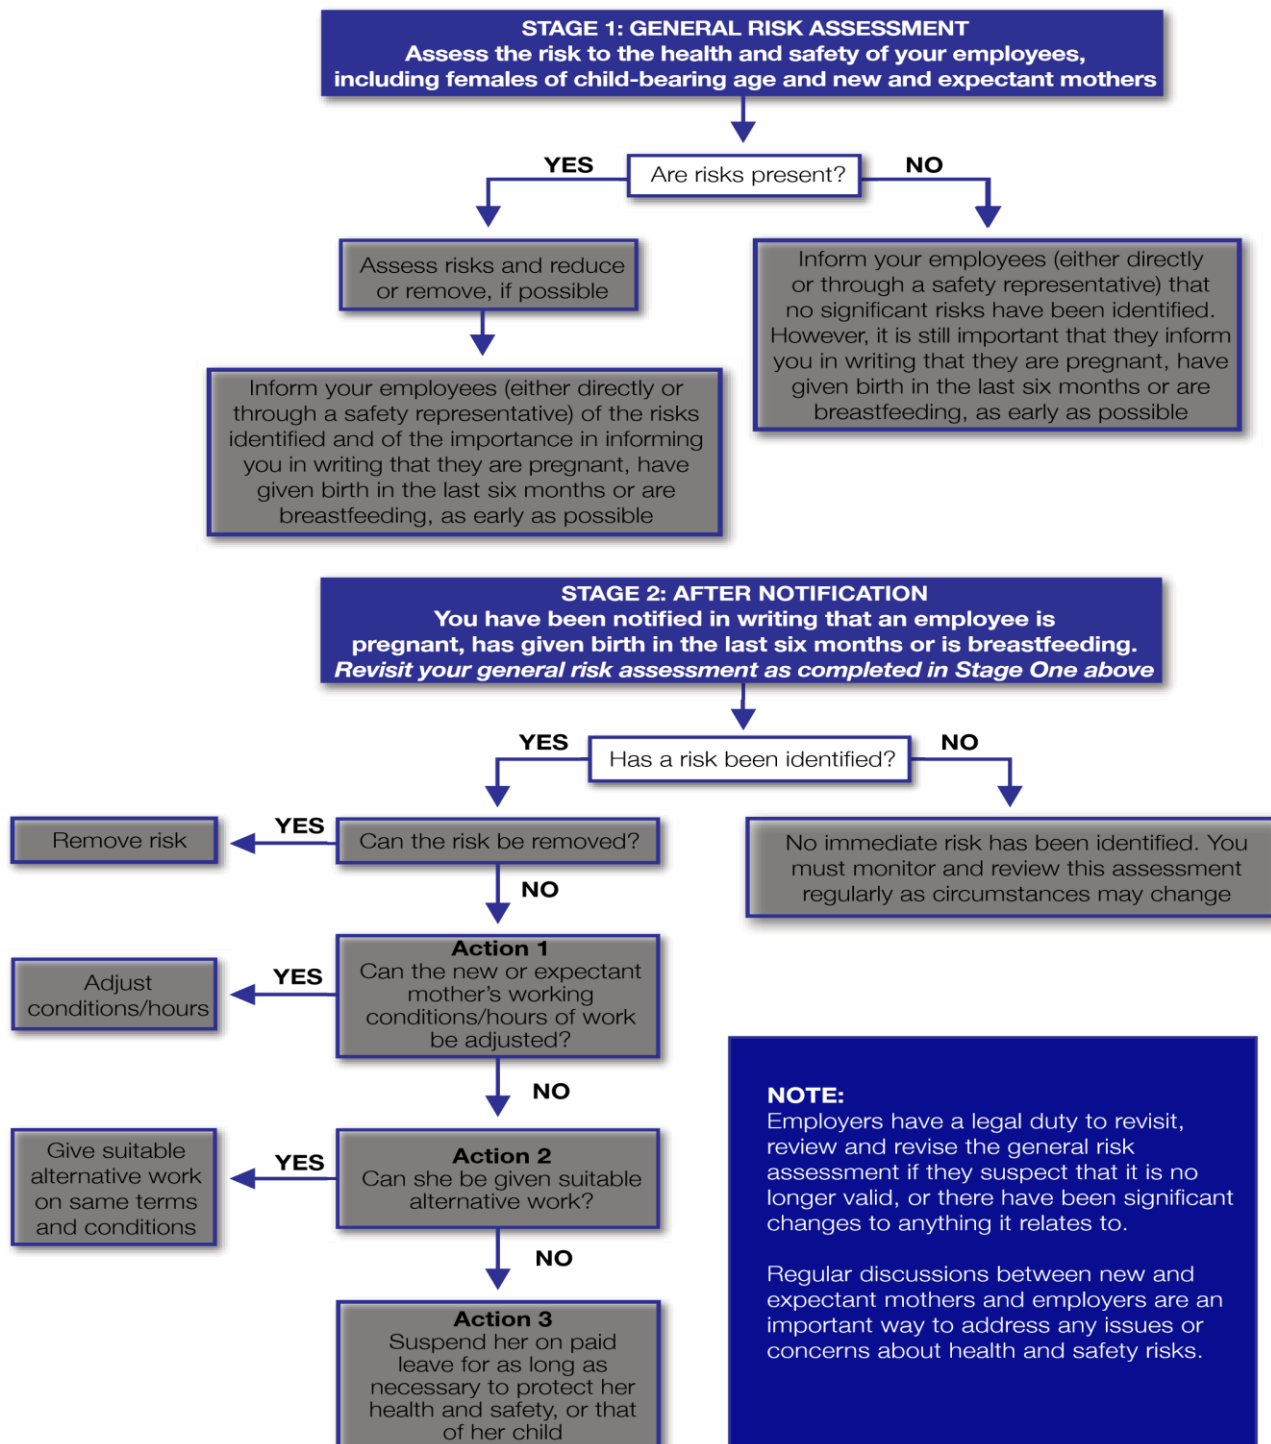 STAGE 1: GENERAL RISK ASSESSMENT
Assess the risk to the health and safety of your employees,
including females of child-bearing age and new and expectant mothers
YES
Are risks present?
NO
Assess risks and reduce
or remove, if possible
Inform your employees (either directly
or through a safety representative) that
no significant risks have been identified.
However, it is still important that they inform
you in writing that they are pregnant, have
given birth in the last six months or are
breastfeeding, as early as possible
Inform your employees (either directly or
through a safety representative) of the risks
identified and of the importance in informing
you in writing that they are pregnant, have
given birth in the last six months or are
breastfeeding, as early as possible
STAGE 2: AFTER NOTIFICATION
You have been notified in writing that an employee is
pregnant, has given birth in the last six months or is breastfeeding.
Revisit your general risk assessment as completed in Stage One above
YES
Has a risk been identified?
NO
Remove risk
YES
Can the risk be removed?
No immediate risk has been identified. You
must monitor and review this assessment
regularly as circumstances may change
NO
Adjust
conditions/hours
YES
Action 1
Can the new or expectant
mother's working
conditions/hours of work
be adjusted?
NO
Give suitable
alternative work
on same terms
and conditions
YES
Action 2
Can she be given suitable
alternative work?
NO
Action 3
Suspend her on paid
leave for as long as
necessary to protect her
health and safety, or that
of her child
NOTE:
Employers have a legal duty to revisit,
review and revise the general risk
assessment if they suspect that it is no
longer valid, or there have been significant
changes to anything it relates to.
Regular discussions between new and
expectant mothers and employers are an
important way to address any issues or
concerns about health and safety risks.